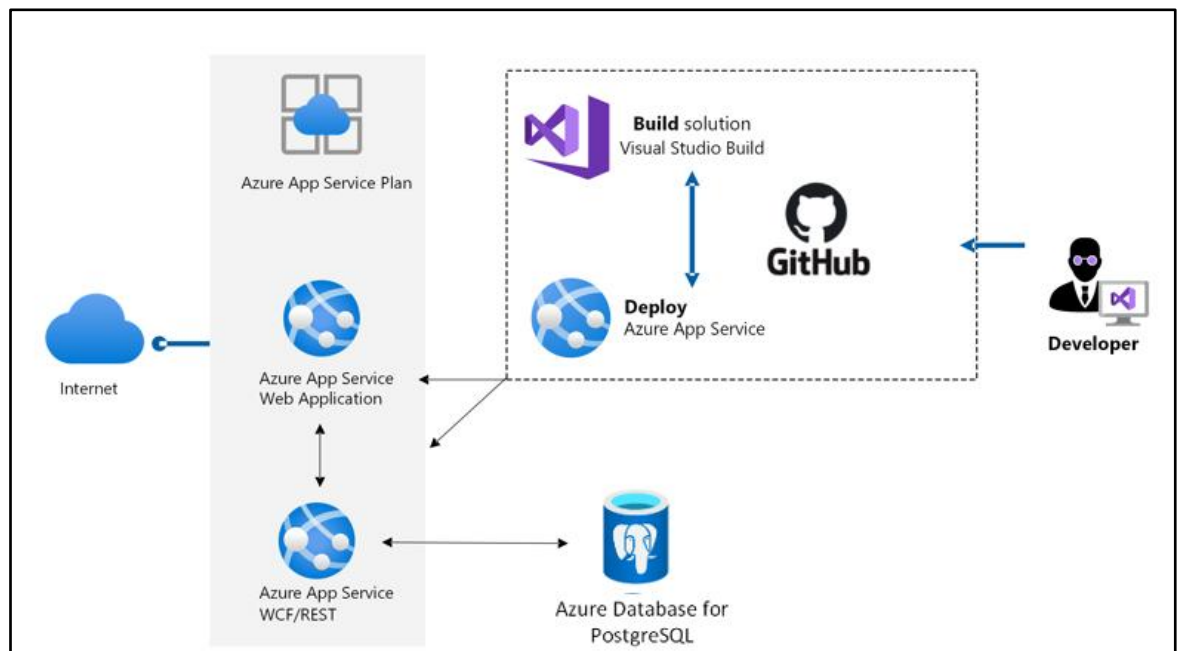 Azure App Service Plan
Build solution
Visual Studio Build
GitHub
Deploy
Azure App Service
Developer
Internet
Azure App Service
Web Application
Azure App Service
WCF/REST
Azure Database for
PostgreSQL